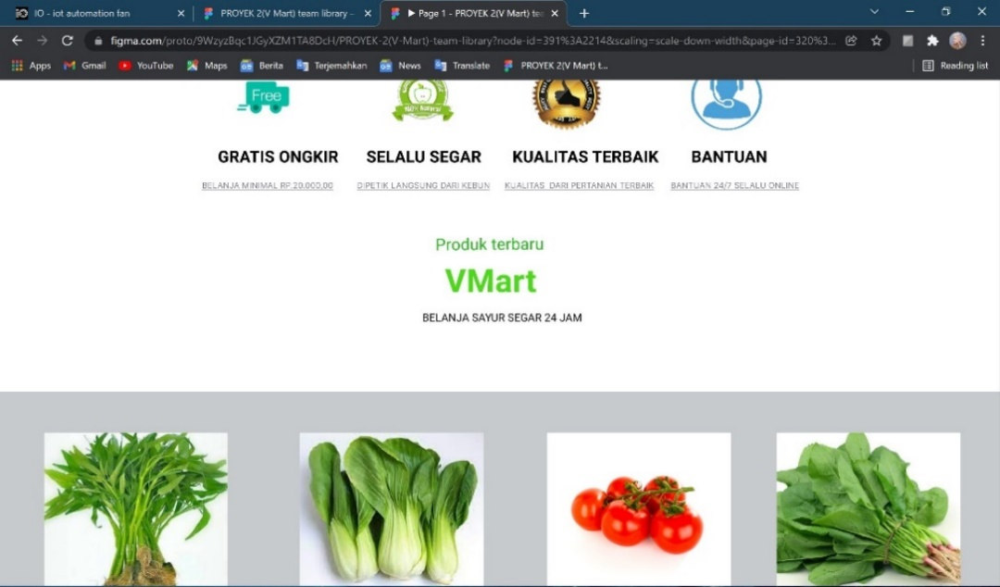 IO - iot automation fan
PROYEK 2(V Mart) team library -
Page 1 - PROYEK 2(V Mart) te
figma.com/proto/9WzyzBqc1JGyXZM1TA8DcH/PROYEK-2(V-Mart)-team-library?node-id=391%3A2214&scaling=scale-down-width&page-id=320%3...
Apps Gmail YouTube Maps Berita Terjemahkan News Translate PROYEK 2(V Mart) t... Reading list
Free
GRATIS ONGKIR SELALU SEGAR KUALITAS TERBAIK BANTUAN
BELANJA MINIMAL RP.20.000.00 DIPETIK LANGSUNG DARI KEBUN KUALITAS DARI PERTANIAN TERBAIK BANTUAN 24/7 SELALU ONLINE
Produk terbaru
VMart
BELANJA SAYUR SEGAR 24 JAM